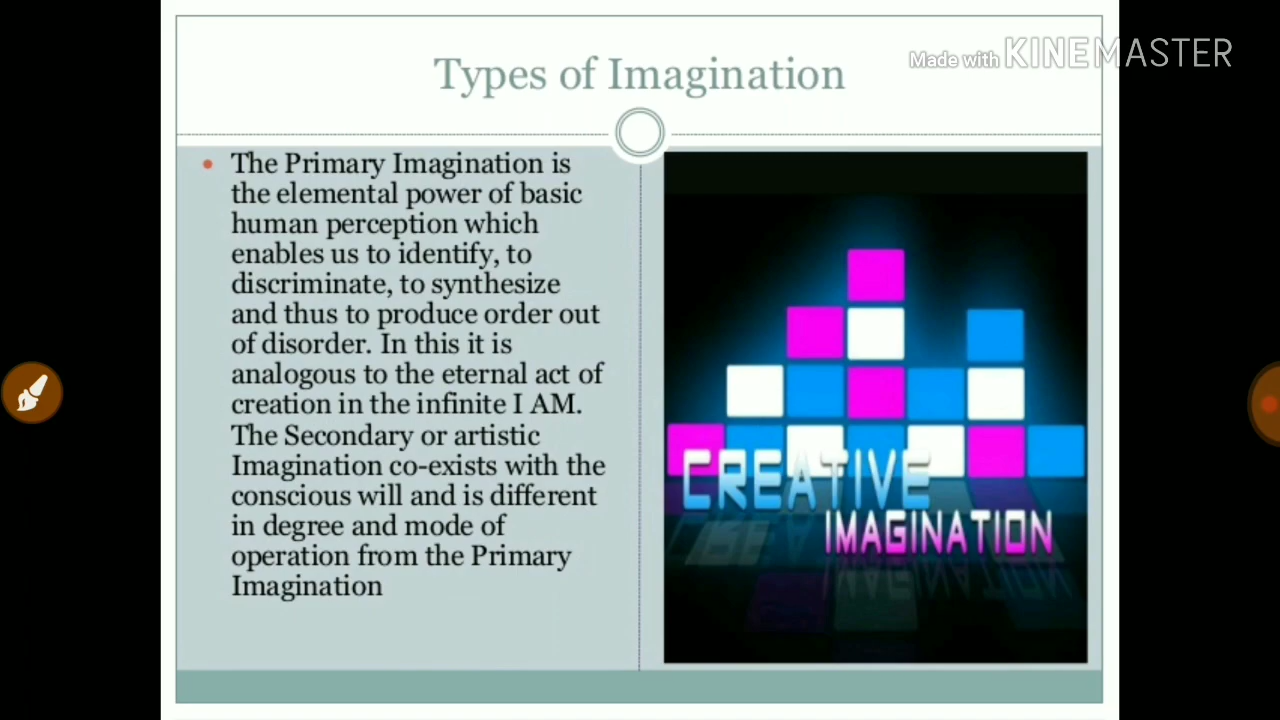 Types of Imagination
Made with KINEMASTER
The Primary Imagination is
the elemental power of basic
human perception which
enables us to identify, to
discriminate, to synthesize
and thus to produce order out
of disorder. In this it is
analogous to the eternal act of
creation in the infinite I AM.
The Secondary or artistic
Imagination co-exists with the
conscious will and is different
in degree and mode of
operation from the Primary
Imagination
CREATIVE
IMAGINATION